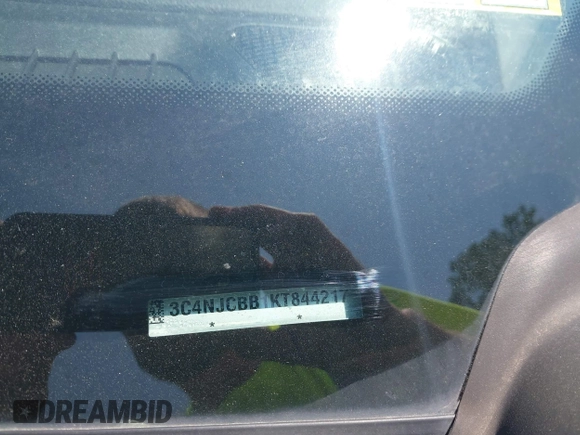 3C4NJCBB KT844217
* *
DREAMBID